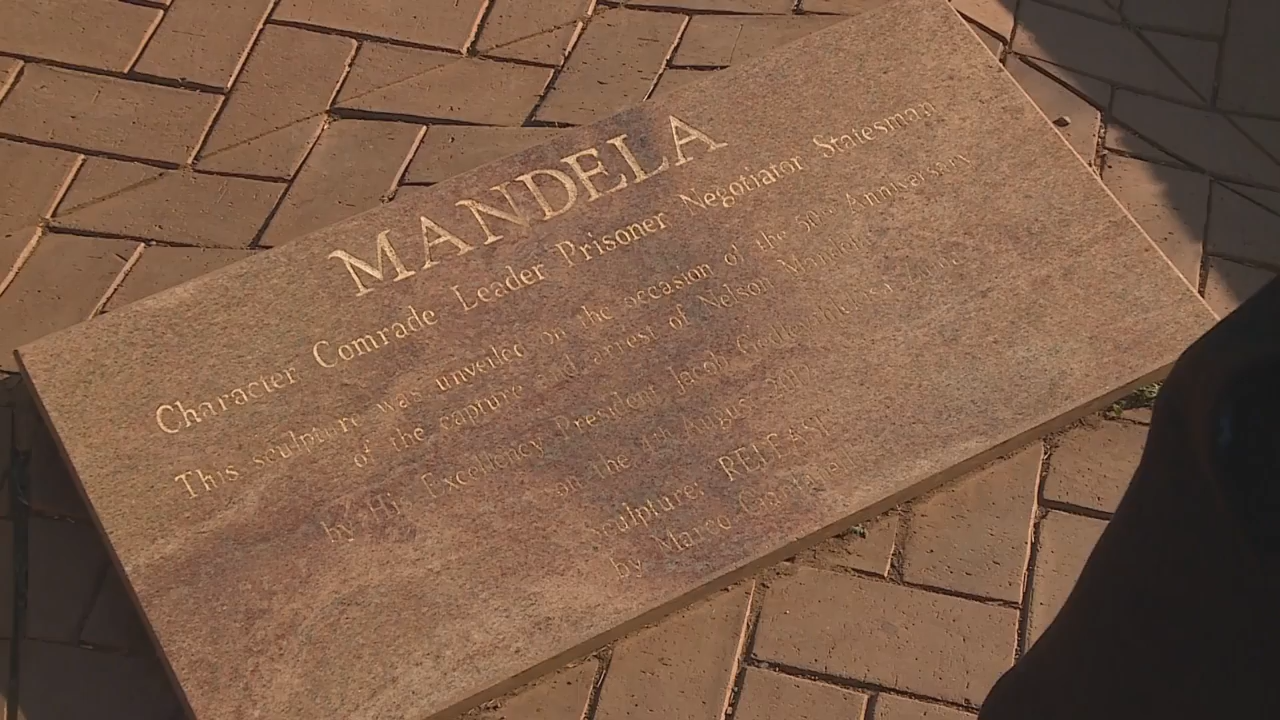 MANDELA
Character Comrade Leader Prisoner Negotiator Statesman
This sculpture was unveiled on the occasion of the 50th Anniversary
of the capture and arrest of Nelson Mandela
by His Excellency President Jacob Gedleyihlekisa Zuma
on the 4th August 2012
Sculpture: RELEASE
by Marco Cianfanelli